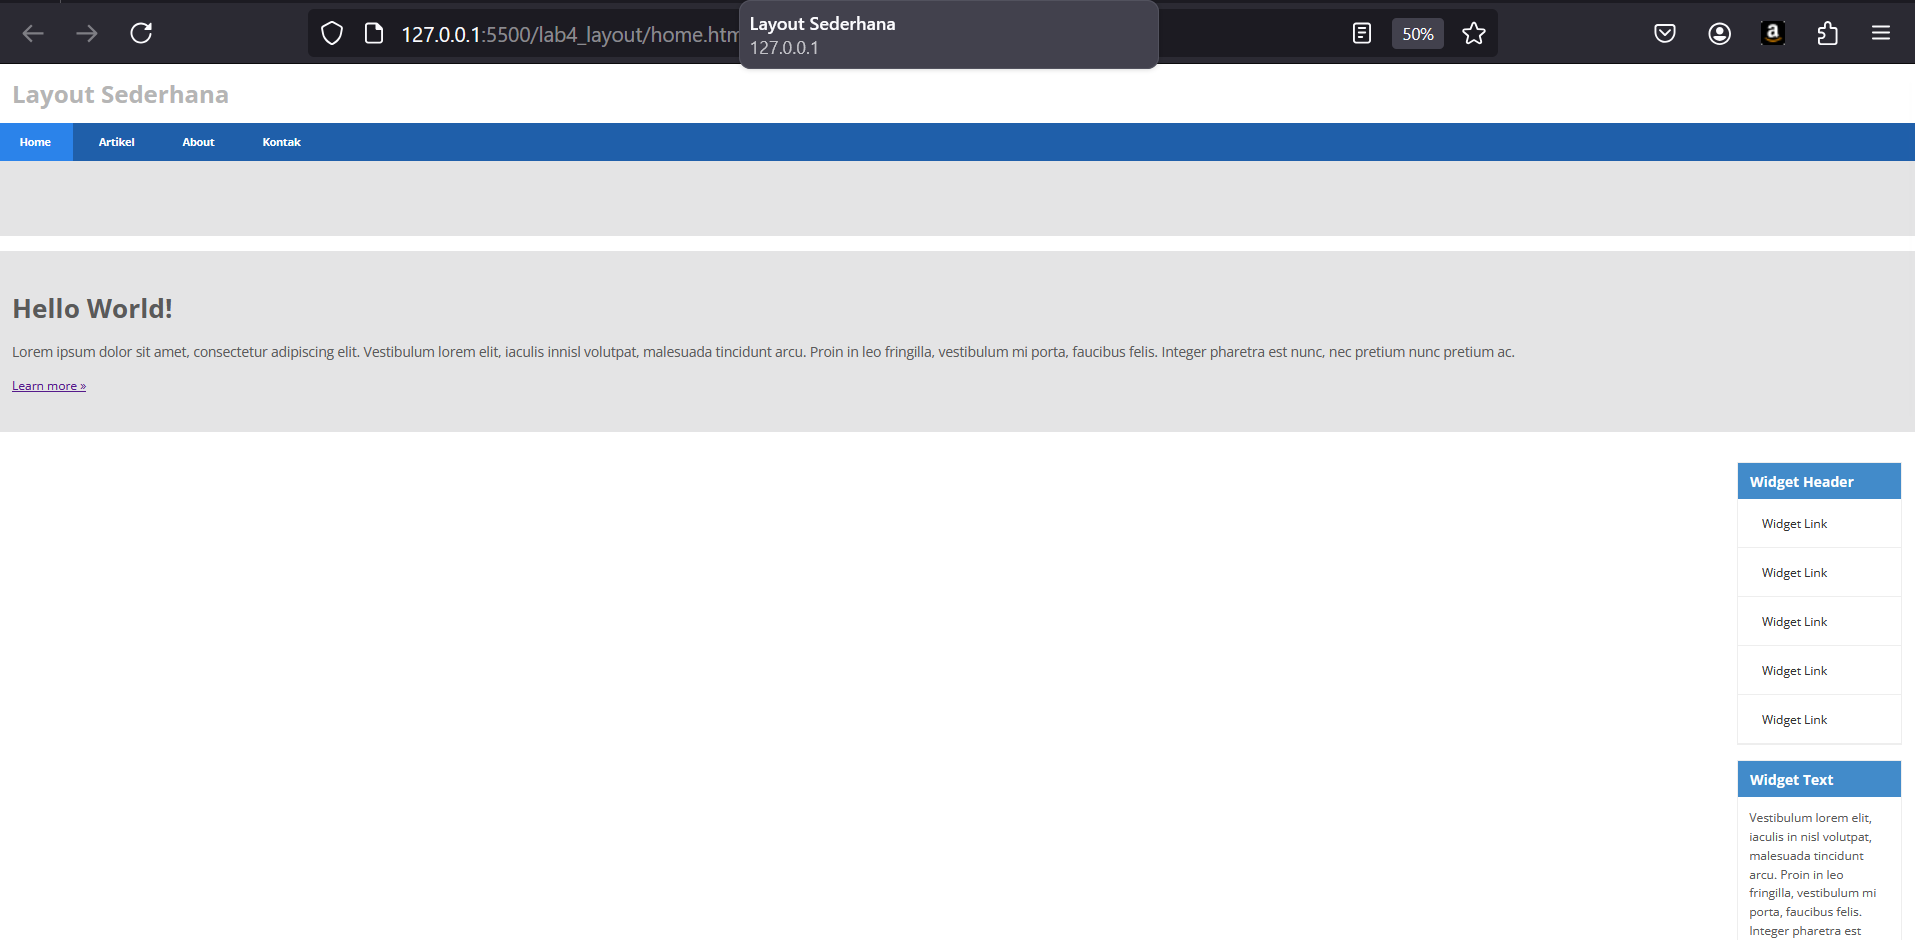 127.0.0.1:5500/lab4_layout/home.htm
Layout Sederhana
127.0.0.1
50%
Layout Sederhana
Home Artikel About Kontak
Hello World!
Lorem ipsum dolor sit amet, consectetur adipiscing elit. Vestibulum lorem elit, iaculis innisl volutpat, malesuada tincidunt arcu. Proin in leo fringilla, vestibulum mi porta, faucibus felis. Integer pharetra est nunc, nec pretium nunc pretium ac.
Learn more »
Widget Header
Widget Link
Widget Link
Widget Link
Widget Link
Widget Link
Widget Text
Vestibulum lorem elit,
iaculis in nisl volutpat,
malesuada tincidunt
arcu. Proin in leo
fringilla, vestibulum mi
porta, faucibus felis.
Integer pharetra est